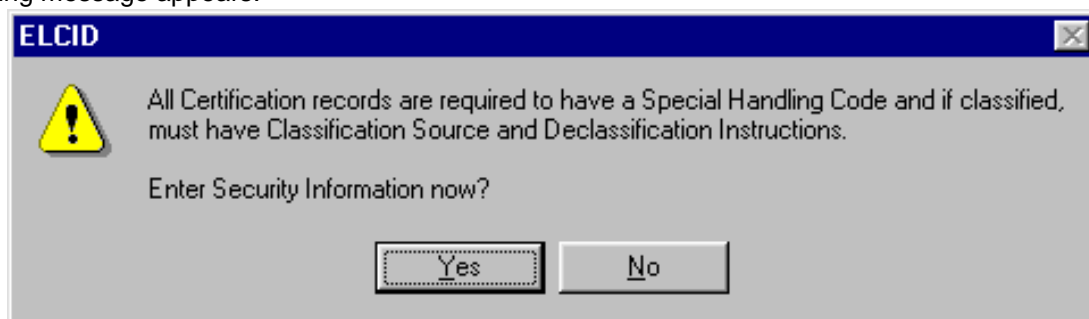 message appears.
ELCID
All Certification records are required to have a Special Handling Code and if classified,
must have Classification Source and Declassification Instructions.
Enter Security Information now?
Yes
No